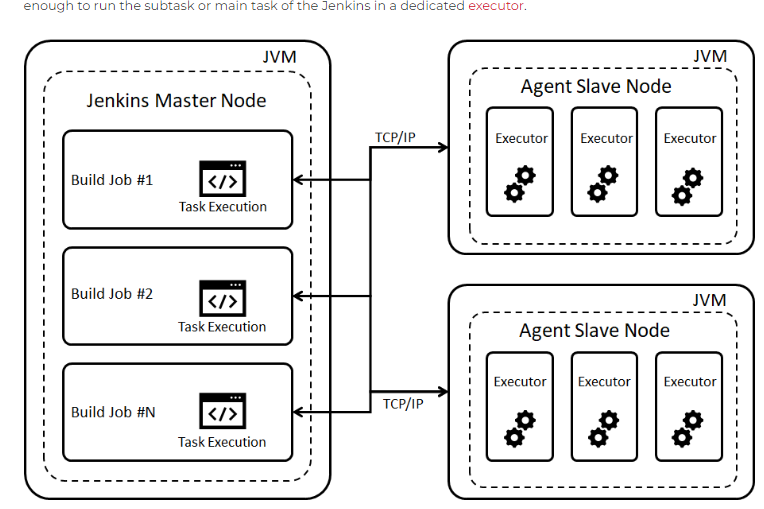 enough to run the subtask or main task of the Jenkins in a dedicated executor.
JVM
Jenkins Master Node
Build Job #1
Task Execution
Build Job #2
Task Execution
Build Job #N
Task Execution
TCP/IP
TCP/IP
JVM
Agent Slave Node
Executor Executor Executor
JVM
Agent Slave Node
Executor Executor Executor